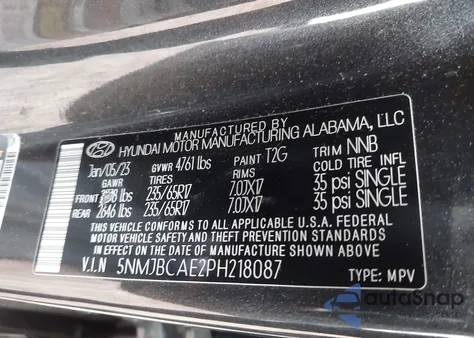 MANUFACTURED BY
HYUNDAI MOTOR MANUFACTURING ALABAMA, LLC
Jan/05/23 GVWR 4761 lbs PAINT T2G TRIM NNB
GAWR TIRES COLD TIRE INFL
FRONT lbs 235/65R17 7.0JX17 35 psi SINGLE
REAR 2646 lbs 235/65R17 7.0JX17 35 psi SINGLE
THIS VEHICLE CONFORMS TO ALL APPLICABLE U.S.A. FEDERAL
MOTOR VEHICLE SAFETY AND THEFT PREVENTION STANDARDS
IN EFFECT ON THE DATE OF MANUFACTURE SHOWN ABOVE.
V.I.N 5NMJBCAE2PH218087 TYPE: MPV
autoSnap